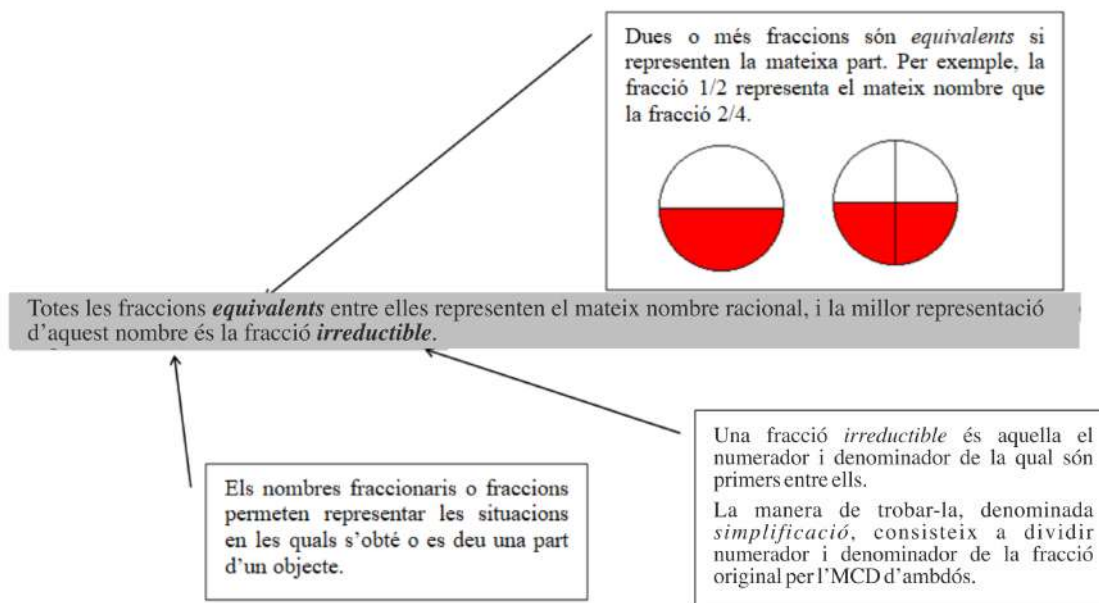 Dues o més fraccions són equivalents si
representen la mateixa part. Per exemple, la
fracció 1/2 representa el mateix nombre que
la fracció 2/4.
Totes les fraccions equivalents entre elles representen el mateix nombre racional, i la millor representació
d’aquest nombre és la fracció irreductible.
Els nombres fraccionaris o fraccions
permeten representar les situacions
en les quals s’obté o es deu una part
d’un objecte.
Una fracció irreductible és aquella el
numerador i denominador de la qual són
primers entre ells.
La manera de trobar-la, denominada
simplificació, consisteix a dividir
numerador i denominador de la fracció
original per l’MCD d’ambdós.